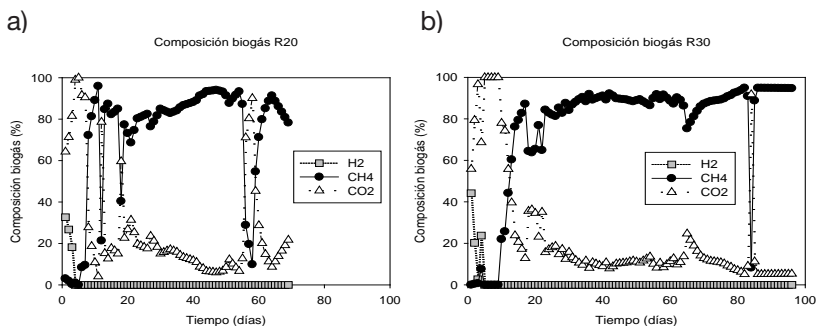 a)
Composición biogás R20
Composición biogás (%)
100
80
60
40
20
0
H2
CH4
CO2
0 20 40 60 80 100
Tiempo (días)
b)
Composición biogás R30
Composición biogás (%)
100
80
60
40
20
0
H2
CH4
CO2
0 20 40 60 80 100
Tiempo (días)